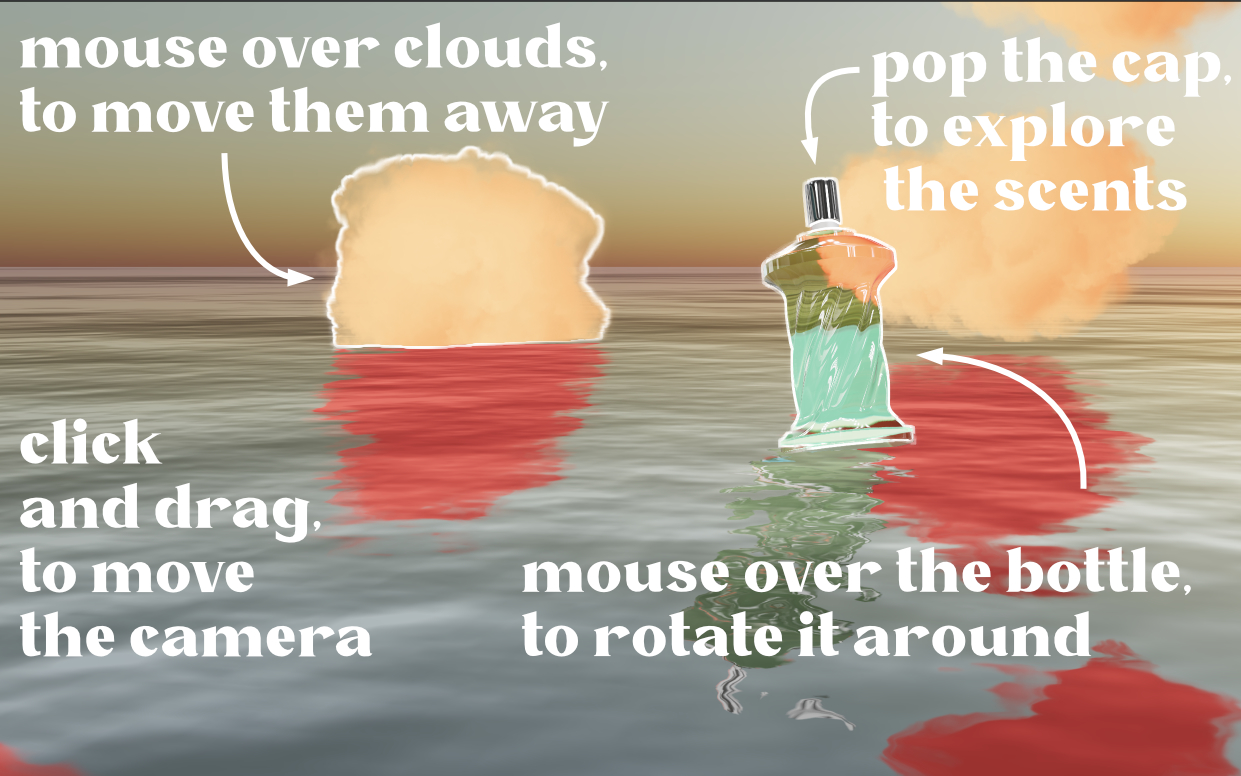 mouse over clouds,
to move them away
pop the cap,
to explore
the scents
click
and drag,
to move
the camera
mouse over the bottle,
to rotate it around